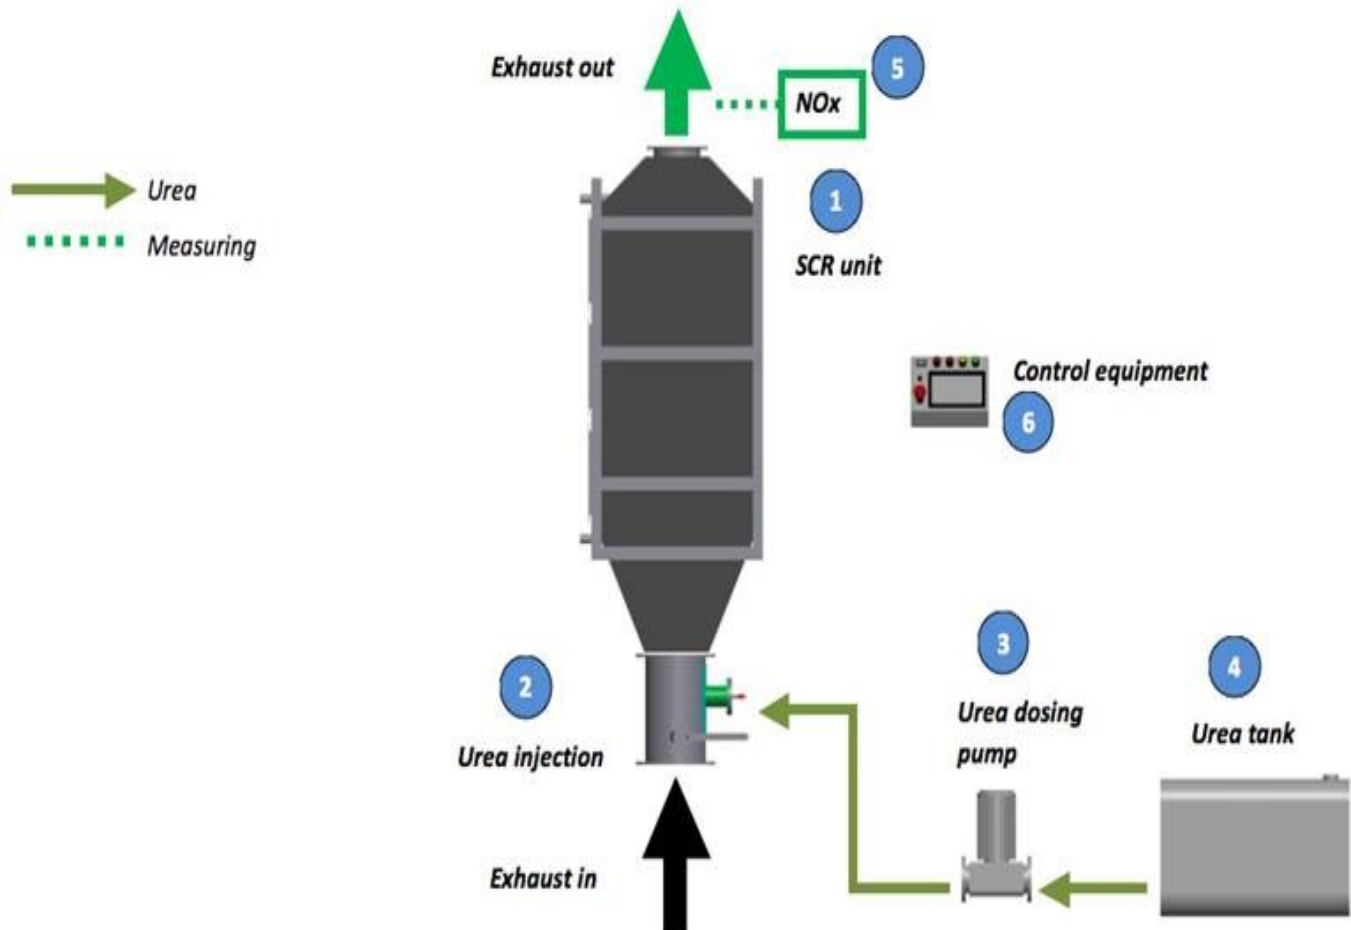 Exhaust out
NOx
5
Urea
Measuring
1
SCR unit
Control equipment
6
2
Urea injection
3
Urea dosing
pump
4
Urea tank
Exhaust in